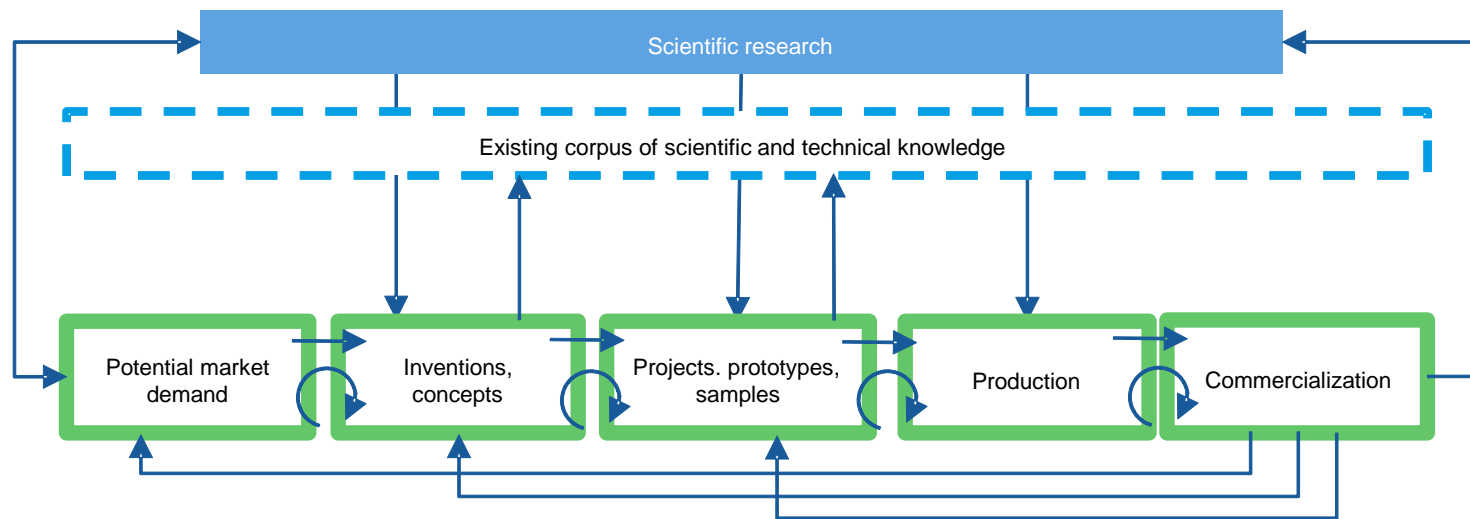 Scientific research
Existing corpus of scientific and technical knowledge
Potential market
demand
Inventions,
concepts
Projects. prototypes,
samples
Production
Commercialization